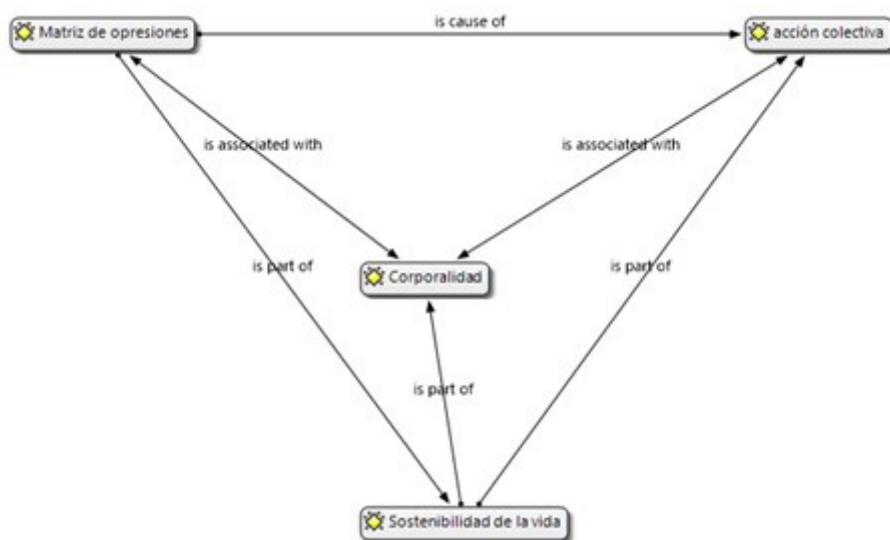 is cause of
Matriz de opresiones
acción colectiva
is associated with
is associated with
is part of
is part of
Corporalidad
is part of
Sostenibilidad de la vida